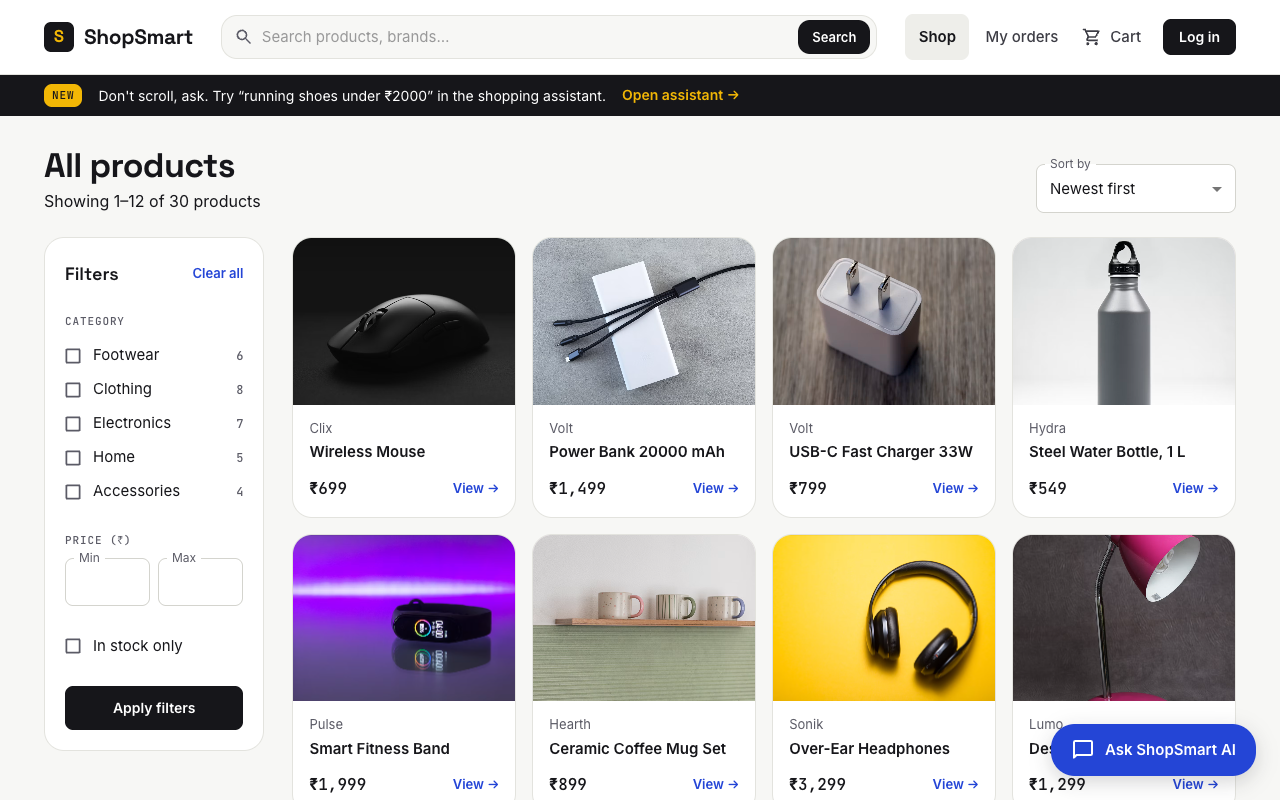 S ShopSmart
Search products, brands...
Search
Shop
My orders
Cart
Log in
NEW
Don't scroll, ask. Try “running shoes under ₹2000” in the shopping assistant.
Open assistant →
All products
Showing 1–12 of 30 products
Sort by
Newest first
Filters
Clear all
CATEGORY
Footwear 6
Clothing 8
Electronics 7
Home 5
Accessories 4
PRICE (₹)
Min
Max
In stock only
Apply filters
Clix
Wireless Mouse
₹699
View →
Volt
Power Bank 20000 mAh
₹1,499
View →
Volt
USB-C Fast Charger 33W
₹799
View →
Hydra
Steel Water Bottle, 1 L
₹549
View →
Pulse
Smart Fitness Band
₹1,999
View →
Hearth
Ceramic Coffee Mug Set
₹899
View →
Sonik
Over-Ear Headphones
₹3,299
View →
Lumo
₹1,299
View →
Ask ShopSmart AI